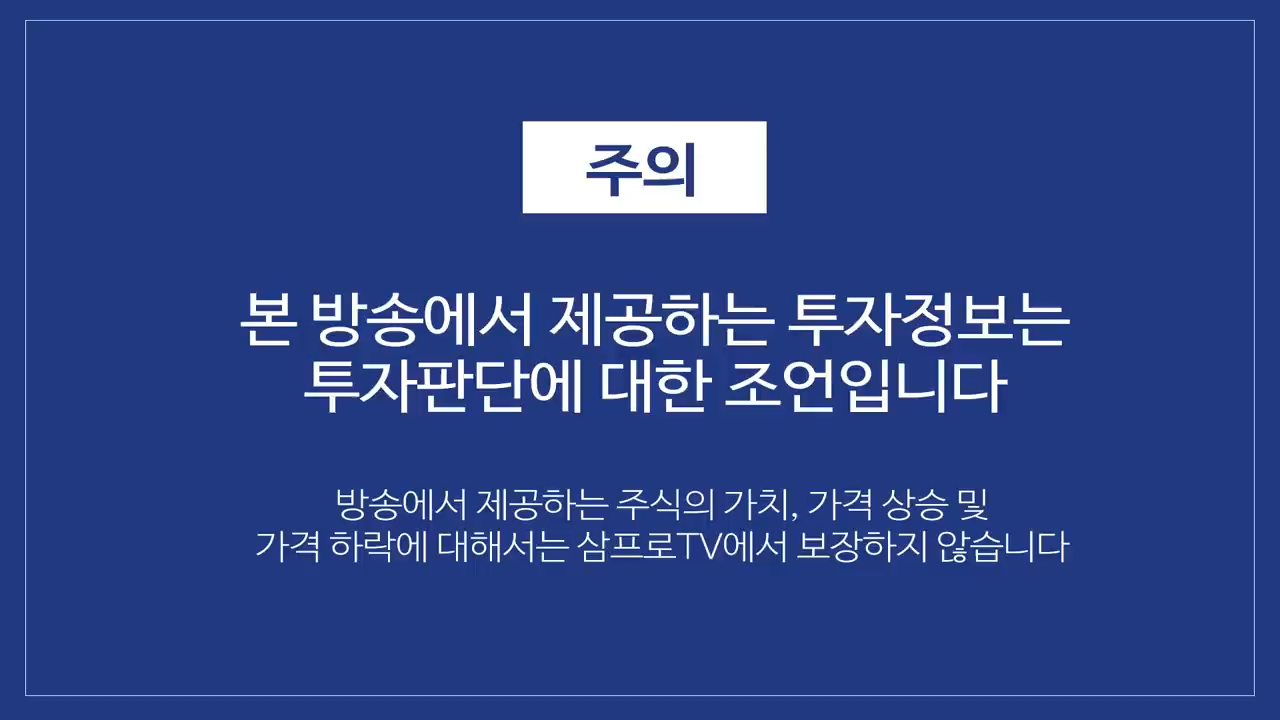 주의
본 방송에서 제공하는 투자정보는
투자판단에 대한 조언입니다
방송에서 제공하는 주식의 가치, 가격 상승 및
가격 하락에 대해서는 삼프로TV에서 보장하지 않습니다